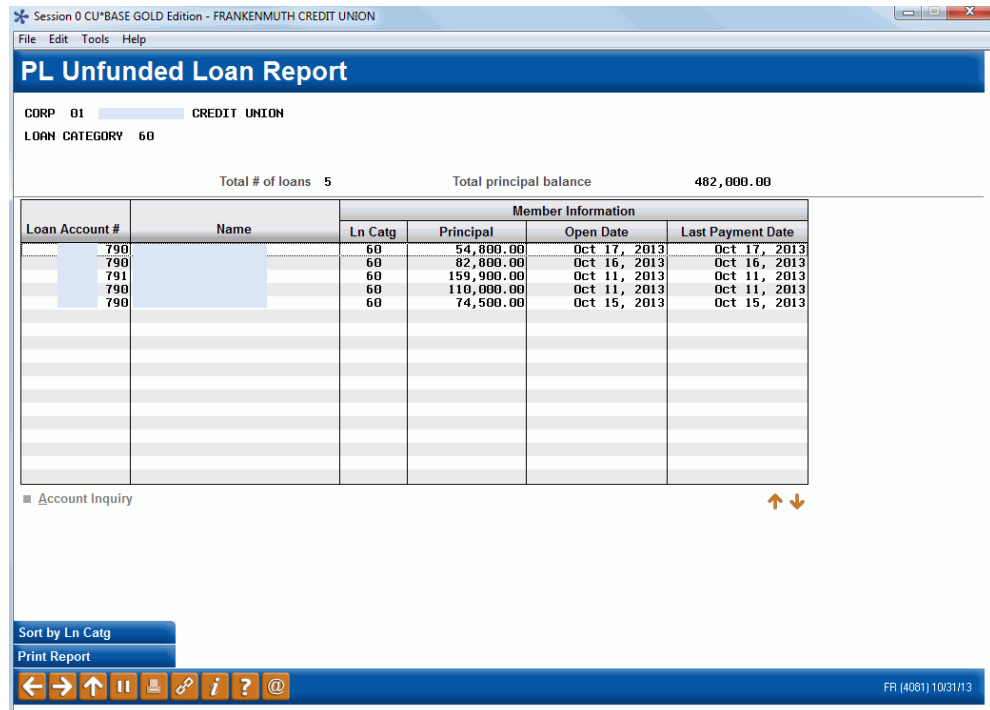 Session 0 CU*BASE GOLD Edition - FRANKENMUTH CREDIT UNION
File Edit Tools Help
PL Unfunded Loan Report
CORP 01 CREDIT UNION
LOAN CATEGORY 60
Total # of loans 5 Total principal balance 482,000.00
Member Information
Loan Account # Name Ln Catg Principal Open Date Last Payment Date
790 60 54,800.00 Oct 17, 2013 Oct 17, 2013
790 60 82,800.00 Oct 16, 2013 Oct 16, 2013
791 60 159,900.00 Oct 11, 2013 Oct 11, 2013
790 60 110,000.00 Oct 11, 2013 Oct 11, 2013
790 60 74,500.00 Oct 15, 2013 Oct 15, 2013
Account Inquiry
Sort by Ln Catg
Print Report
i ? @
FR (4081) 10/31/13